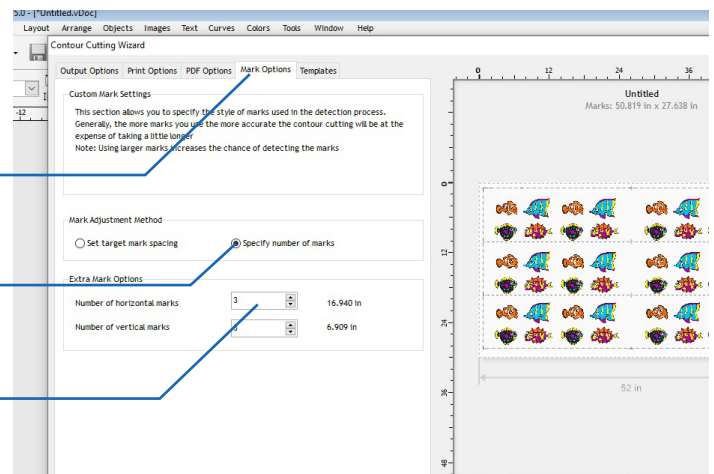 5.0 - [*Untitled.vDoc]
Layout Arrange Objects Images Text Curves Colors Tools Window Help
Contour Cutting Wizard
Output Options Print Options PDF Options Mark Options Templates
Custom Mark Settings
This section allows you to specify the style of marks used in the detection process.
Generally, the more marks you use the more accurate the contour cutting will be at the
expense of taking a little longer
Note: Using larger marks increases the chance of detecting the marks
Mark Adjustment Method
Set target mark spacing Specify number of marks
Extra Mark Options
Number of horizontal marks 3 16.940 in
Number of vertical marks 6.909 in
-12
0 12 24 36
Untitled
Marks: 50.819 in x 27.638 in
0
12
24
36
48
52 in